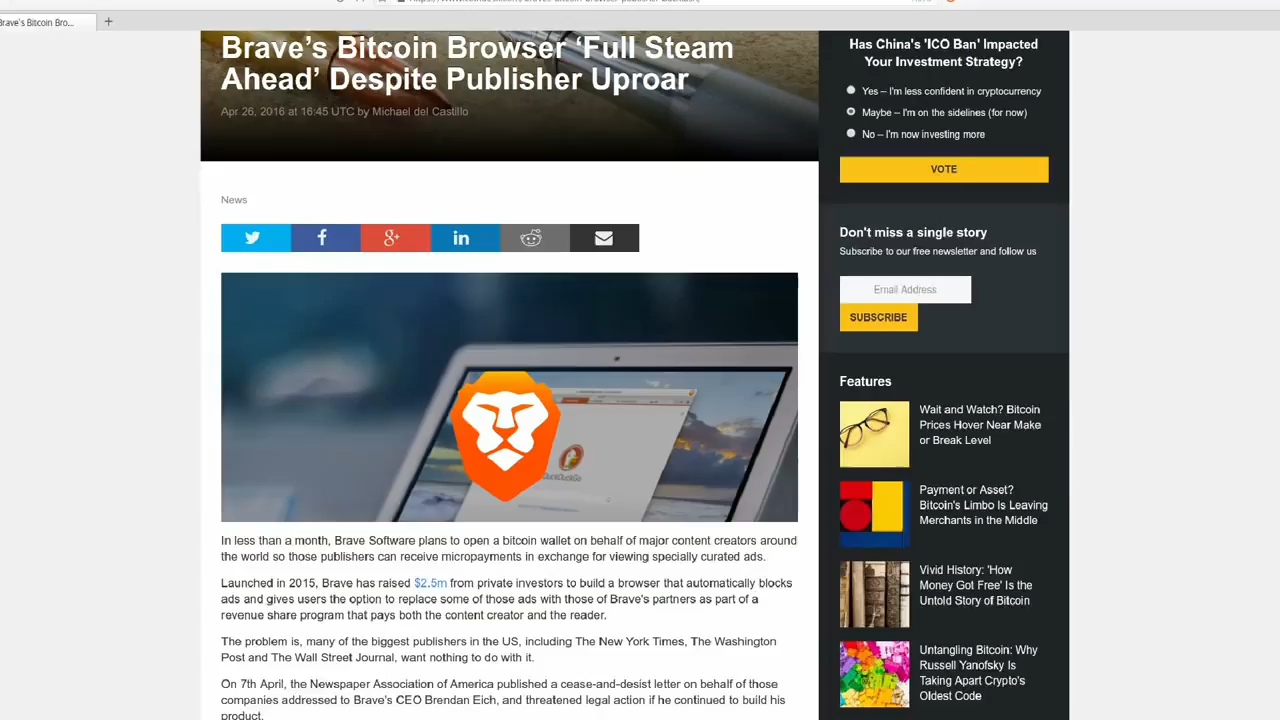 Brave's Bitcoin Bro...
Brave's Bitcoin Browser ‘Full Steam
Ahead’ Despite Publisher Uproar
Apr 26, 2016 at 16:45 UTC by Michael del Castillo
News
DuckDuckGo
In less than a month, Brave Software plans to open a bitcoin wallet on behalf of major content creators around
the world so those publishers can receive micropayments in exchange for viewing specially curated ads.
Launched in 2015, Brave has raised $2.5m from private investors to build a browser that automatically blocks
ads and gives users the option to replace some of those ads with those of Brave's partners as part of a
revenue share program that pays both the content creator and the reader.
The problem is, many of the biggest publishers in the US, including The New York Times, The Washington
Post and The Wall Street Journal, want nothing to do with it.
On 7th April, the Newspaper Association of America published a cease-and-desist letter on behalf of those
companies addressed to Brave's CEO Brendan Eich, and threatened legal action if he continued to build his
product.
Has China's 'ICO Ban' Impacted
Your Investment Strategy?
Yes – I'm less confident in cryptocurrency
Maybe – I'm on the sidelines (for now)
No – I'm now investing more
VOTE
Don't miss a single story
Subscribe to our free newsletter and follow us
Email Address
SUBSCRIBE
Features
Wait and Watch? Bitcoin
Prices Hover Near Make
or Break Level
Payment or Asset?
Bitcoin's Limbo Is Leaving
Merchants in the Middle
Vivid History: 'How
Money Got Free' Is the
Untold Story of Bitcoin
Untangling Bitcoin: Why
Russell Yanofsky Is
Taking Apart Crypto's
Oldest Code